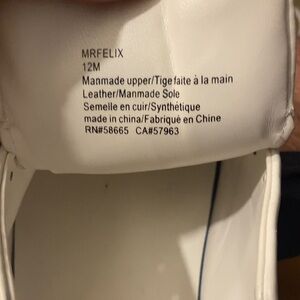 MRFELIX
12M
Manmade upper/Tige faite à la main
Leather/Manmade Sole
Semelle en cuir/Synthétique
made in china/Fabriqué en Chine
RN#58665 CA#57963